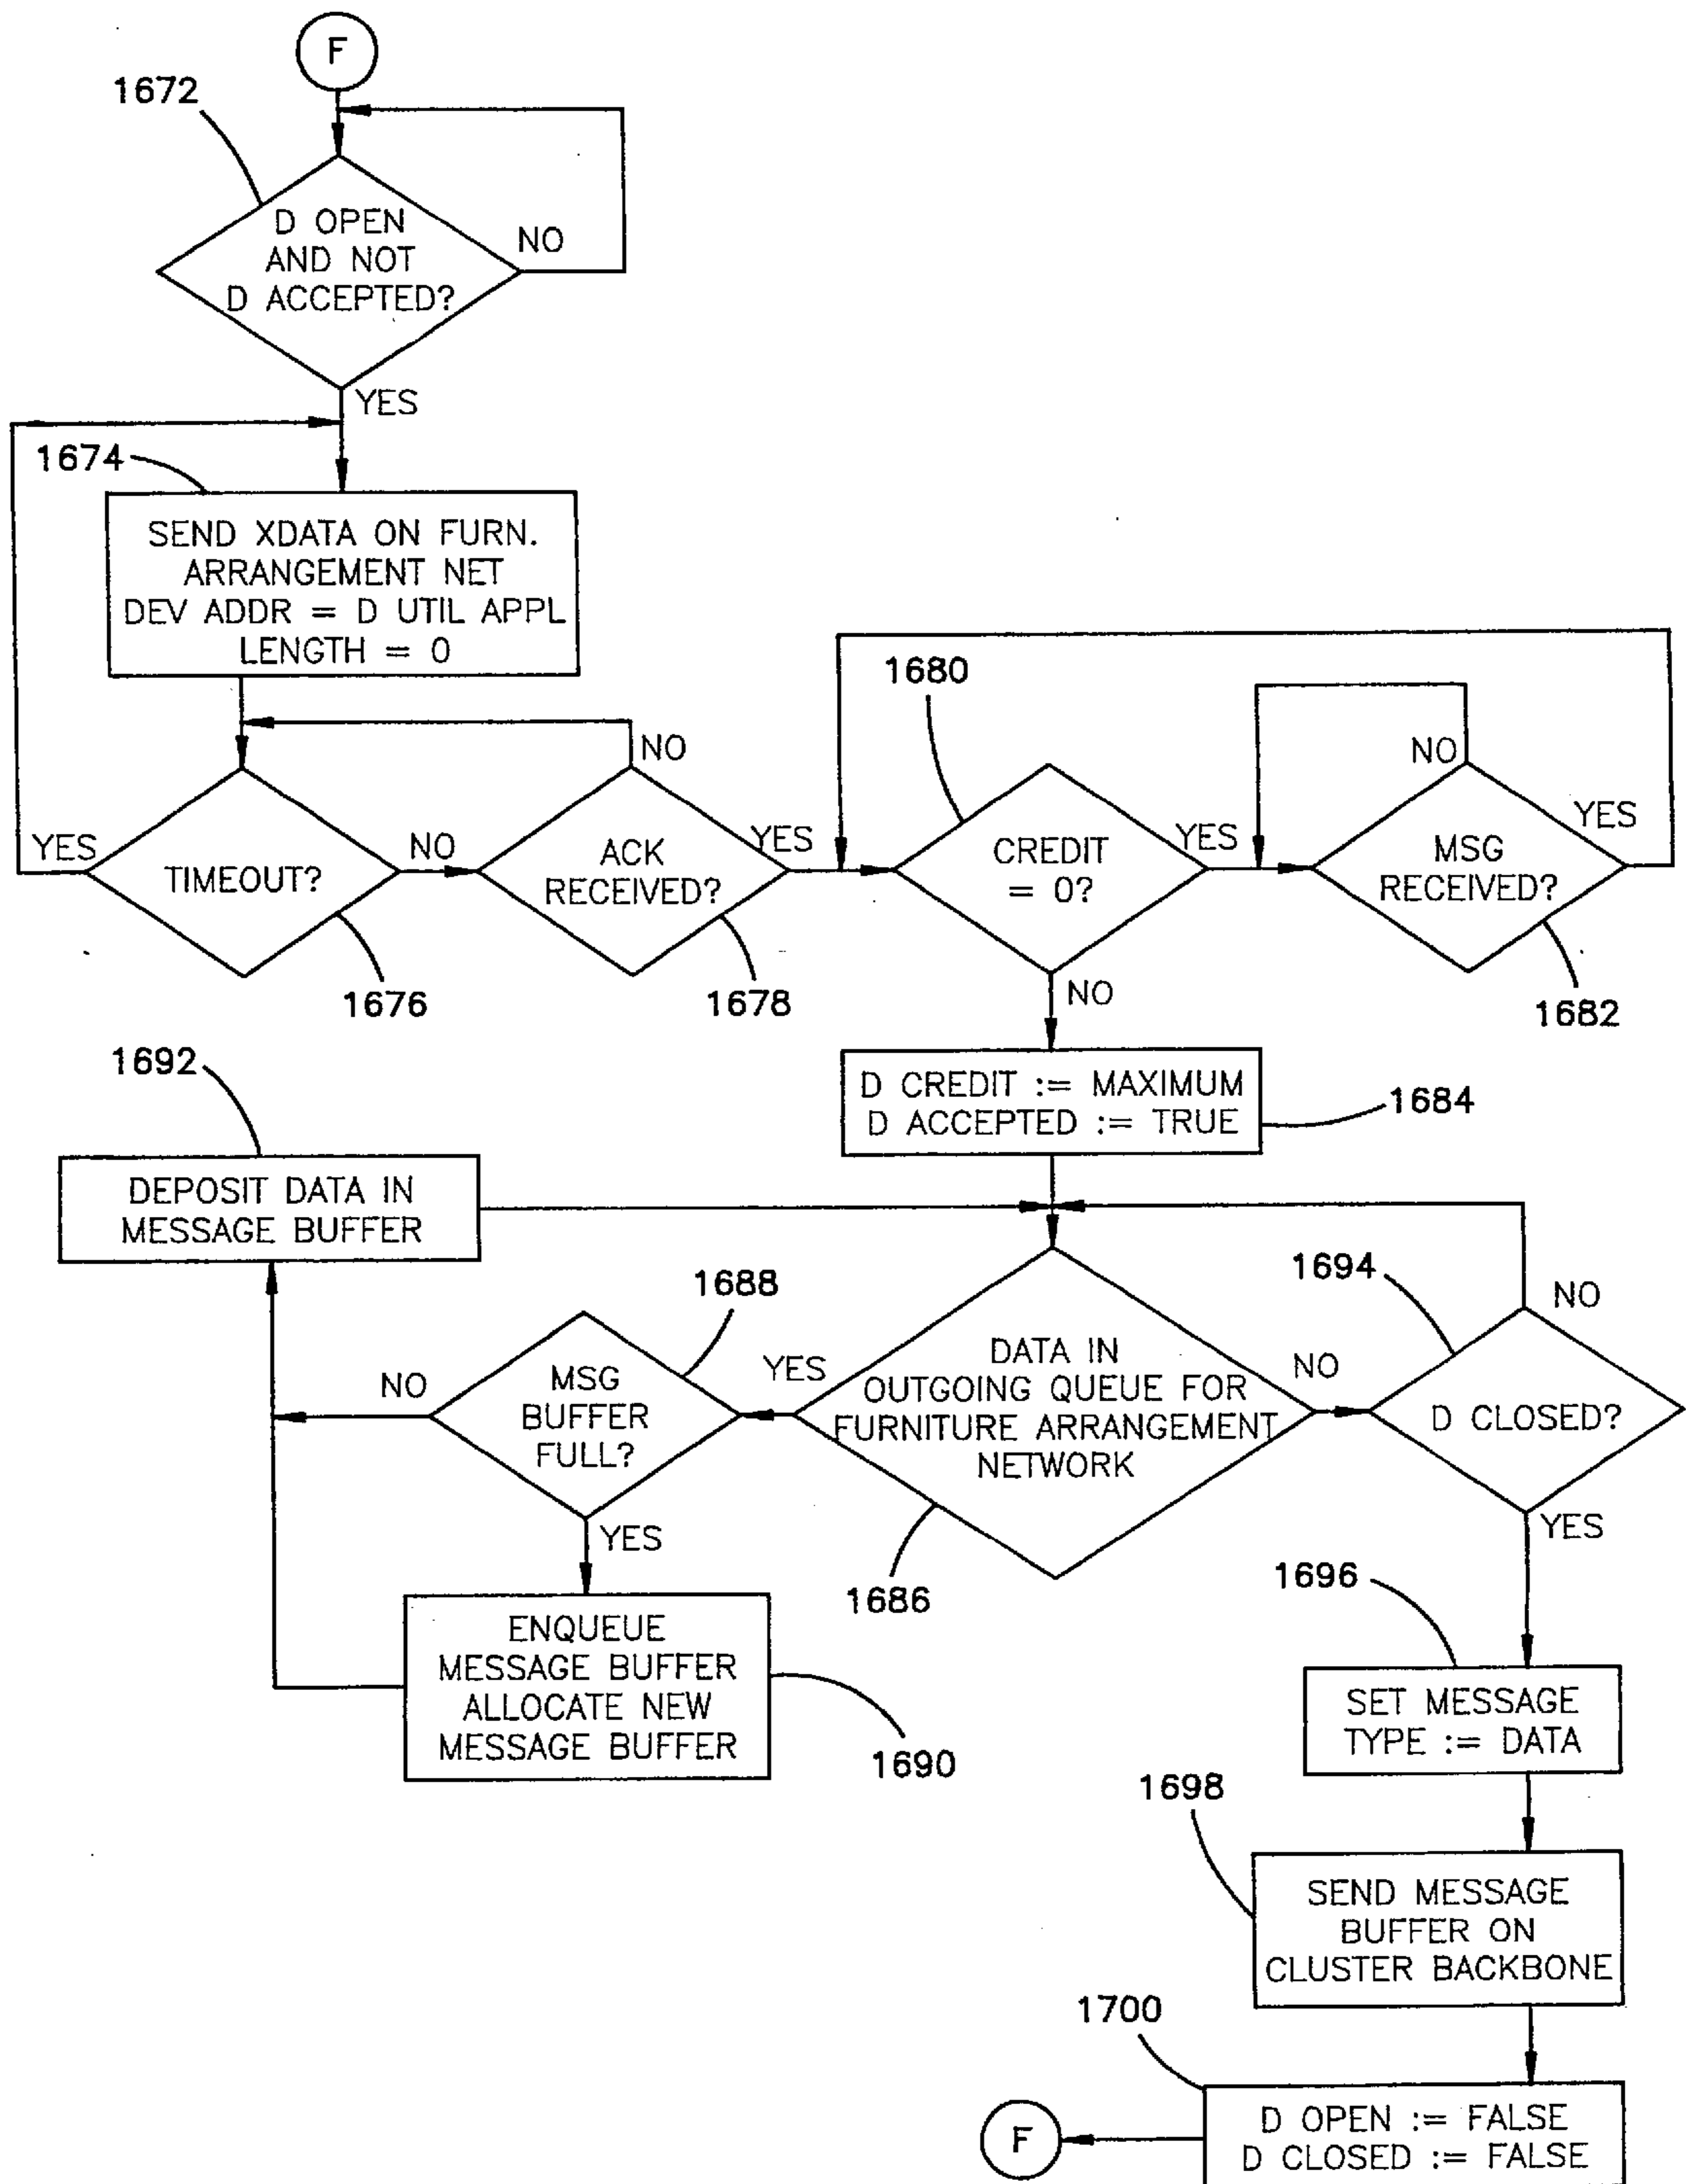 F
1672
D OPEN
AND NOT
D ACCEPTED?
NO
YES
1674
SEND XDATA ON FURN.
ARRANGEMENT NET
DEV ADDR = D UTIL APPL
LENGTH = 0
1680
NO
NO
YES
TIMEOUT?
NO
ACK
RECEIVED?
YES
CREDIT
= 0?
YES
MSG
RECEIVED?
YES
1676
1678
NO
1682
1692
D CREDIT := MAXIMUM
D ACCEPTED := TRUE
1684
DEPOSIT DATA IN
MESSAGE BUFFER
1688
1694
NO
NO
MSG
BUFFER
FULL?
YES
DATA IN
OUTGOING QUEUE FOR
FURNITURE ARRANGEMENT
NETWORK
NO
D CLOSED?
YES
YES
1686
1696
ENQUEUE
MESSAGE BUFFER
ALLOCATE NEW
MESSAGE BUFFER
1690
SET MESSAGE
TYPE := DATA
1698
SEND MESSAGE
BUFFER ON
CLUSTER BACKBONE
1700
F
D OPEN := FALSE
D CLOSED := FALSE